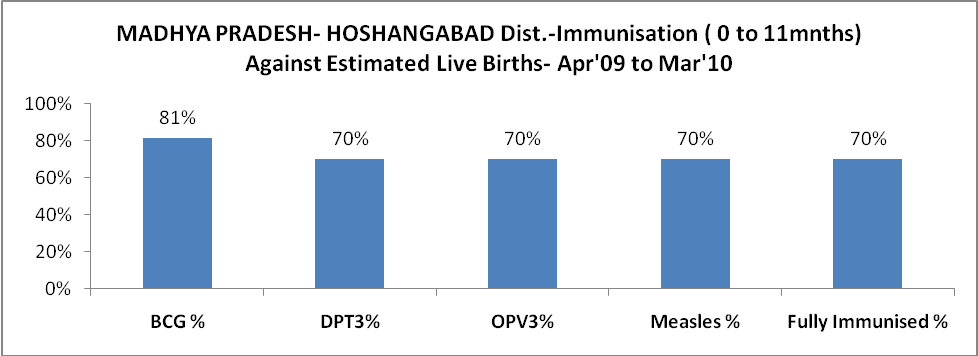 MADHYA PRADESH- HOSHANGABAD Dist.-Immunisation ( 0 to 11mnths)
Against Estimated Live Births- Apr'09 to Mar'10
100%
80%
60%
40%
20%
0%
81%
70%
70%
70%
70%
BCG %
DPT3%
OPV3%
Measles %
Fully Immunised %